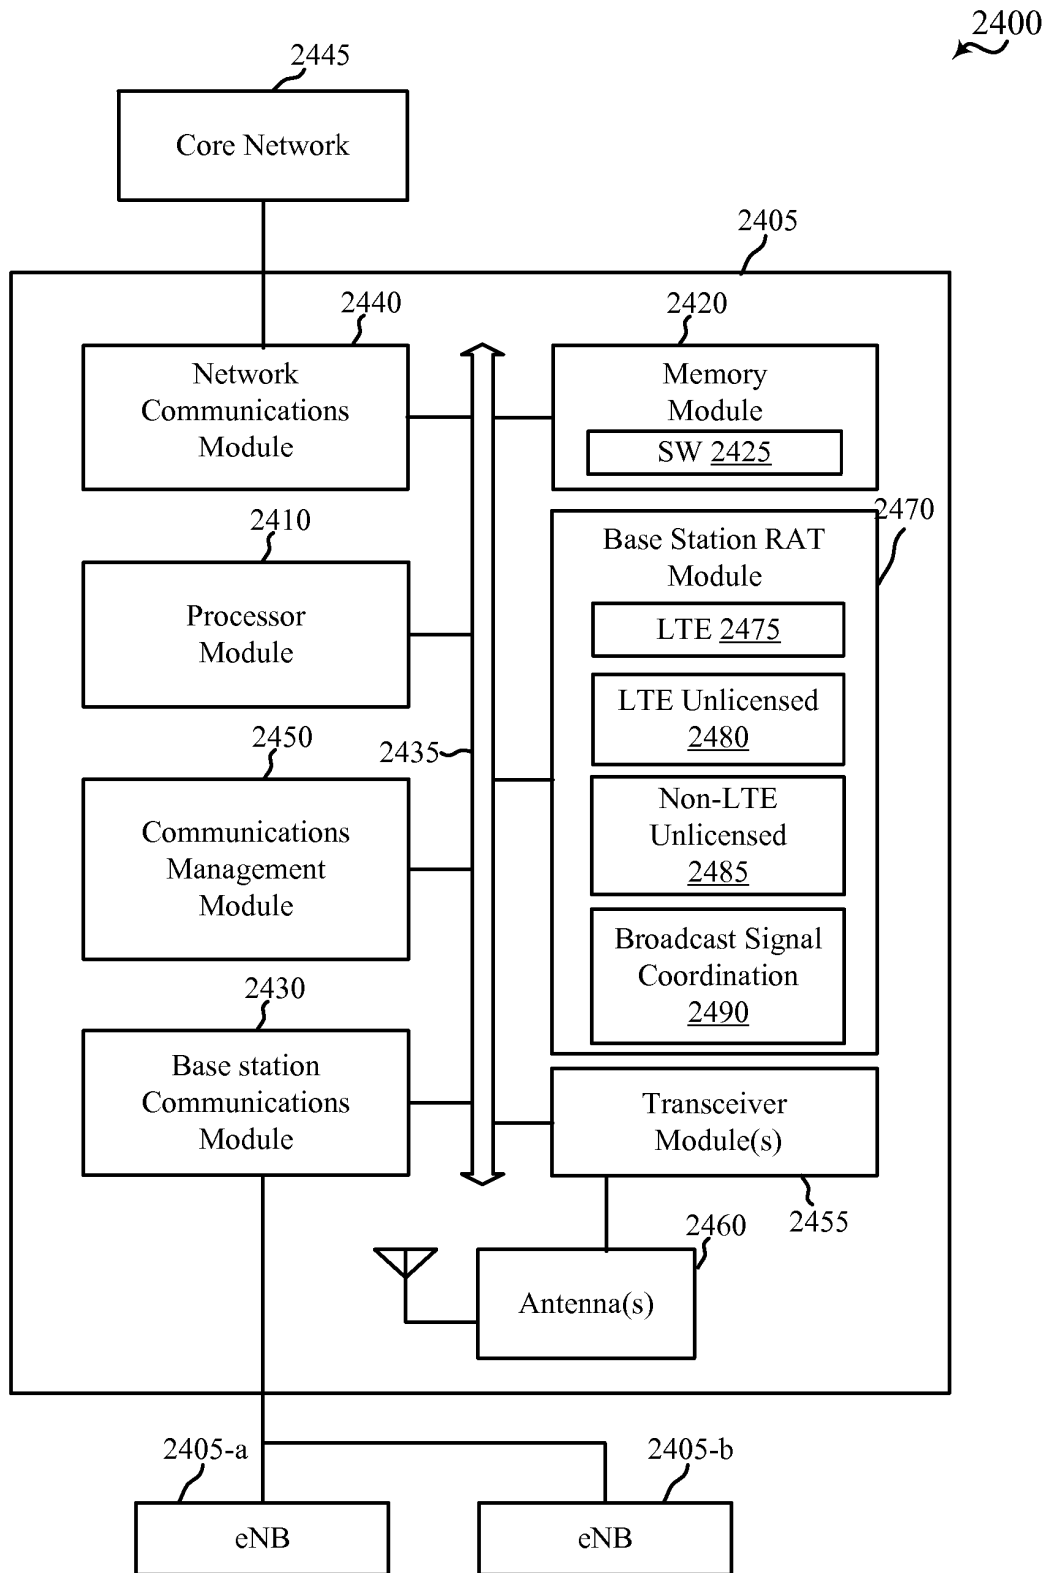 2400
2445
Core Network
2405
2440
2420
Network
Communications
Module
Memory
Module
SW 2425
2470
2410
Base Station RAT
Module
Processor
Module
LTE 2475
LTE Unlicensed
2480
2450
2435
Communications
Management
Module
Non-LTE
Unlicensed
2485
Broadcast Signal
Coordination
2490
2430
Base station
Communications
Module
Transceiver
Module(s)
2455
2460
Antenna(s)
2405-a
2405-b
eNB
eNB